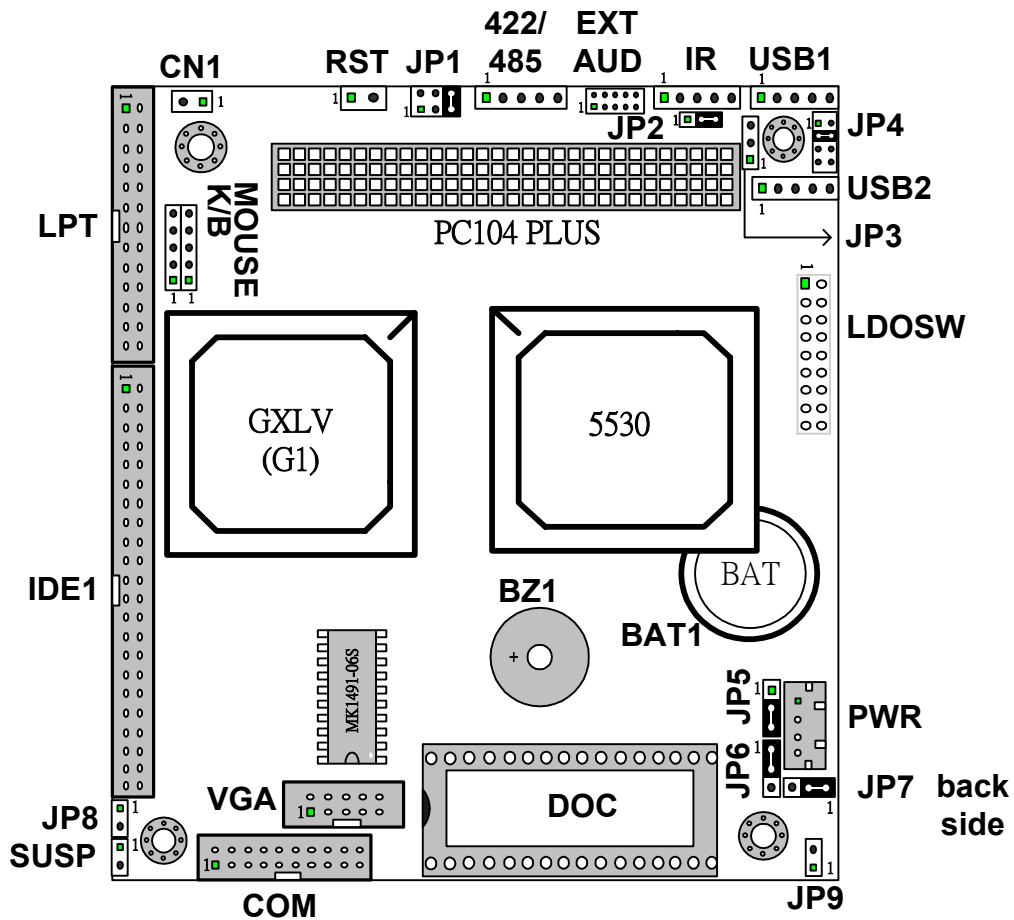 422/ EXT
CN1 RST JP1 485 AUD IR USB1
1 1 1 1 1 1 1 1
JP2 1 1 JP4
1
LPT K/B MOUSE
PC104 PLUS
1 USB2
JP3
1 1
1 LDOSW
1
GXLV
(G1)
5530
IDE1
BAT
BZ1
BAT1
+
MK1491-06S
1 JP5 PWR
1 JP6
JP7 back
side
VGA 1
DOC
JP8 1
SUSP 1
1
COM
1
JP9